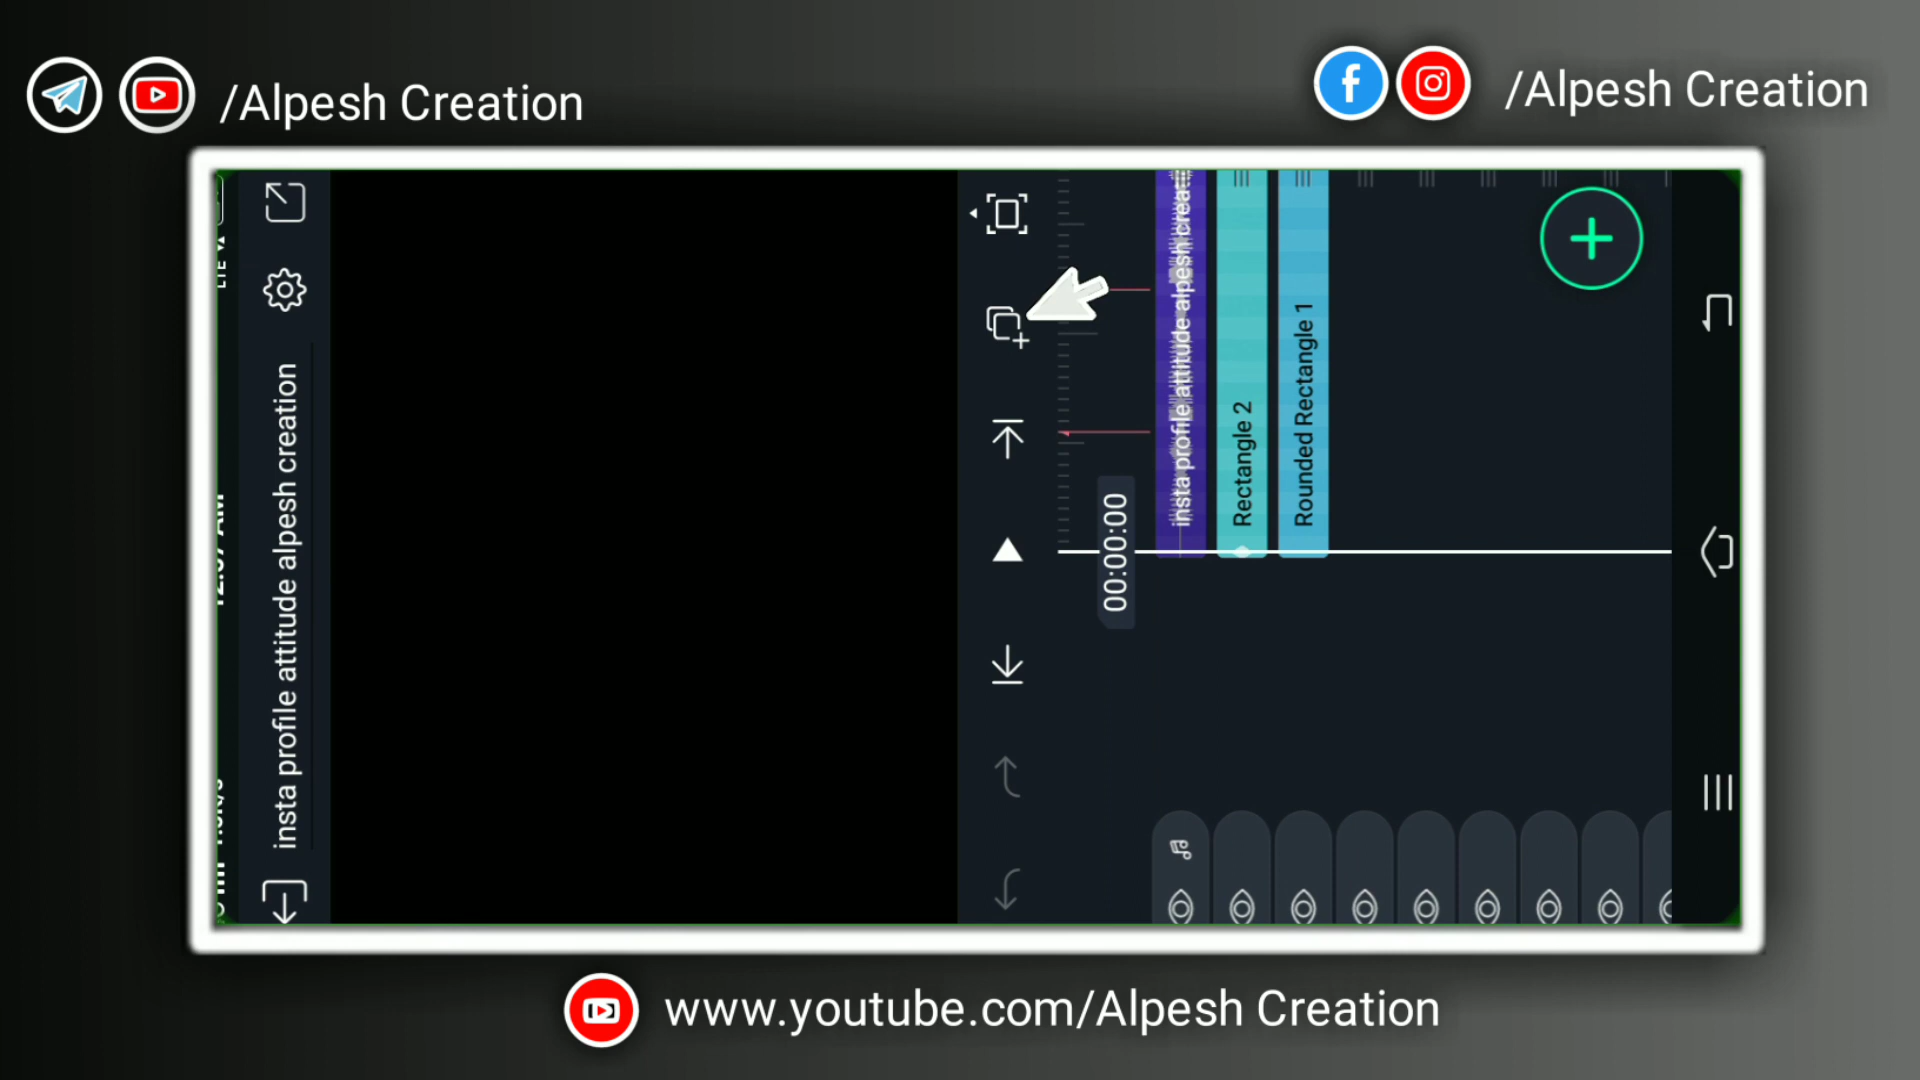 /Alpesh Creation
/Alpesh Creation
insta profile attitude alpesh creation
00:00:00
insta profile attitude alpesh creat
Rectangle 2
Rounded Rectangle 1
www.youtube.com/Alpesh Creation